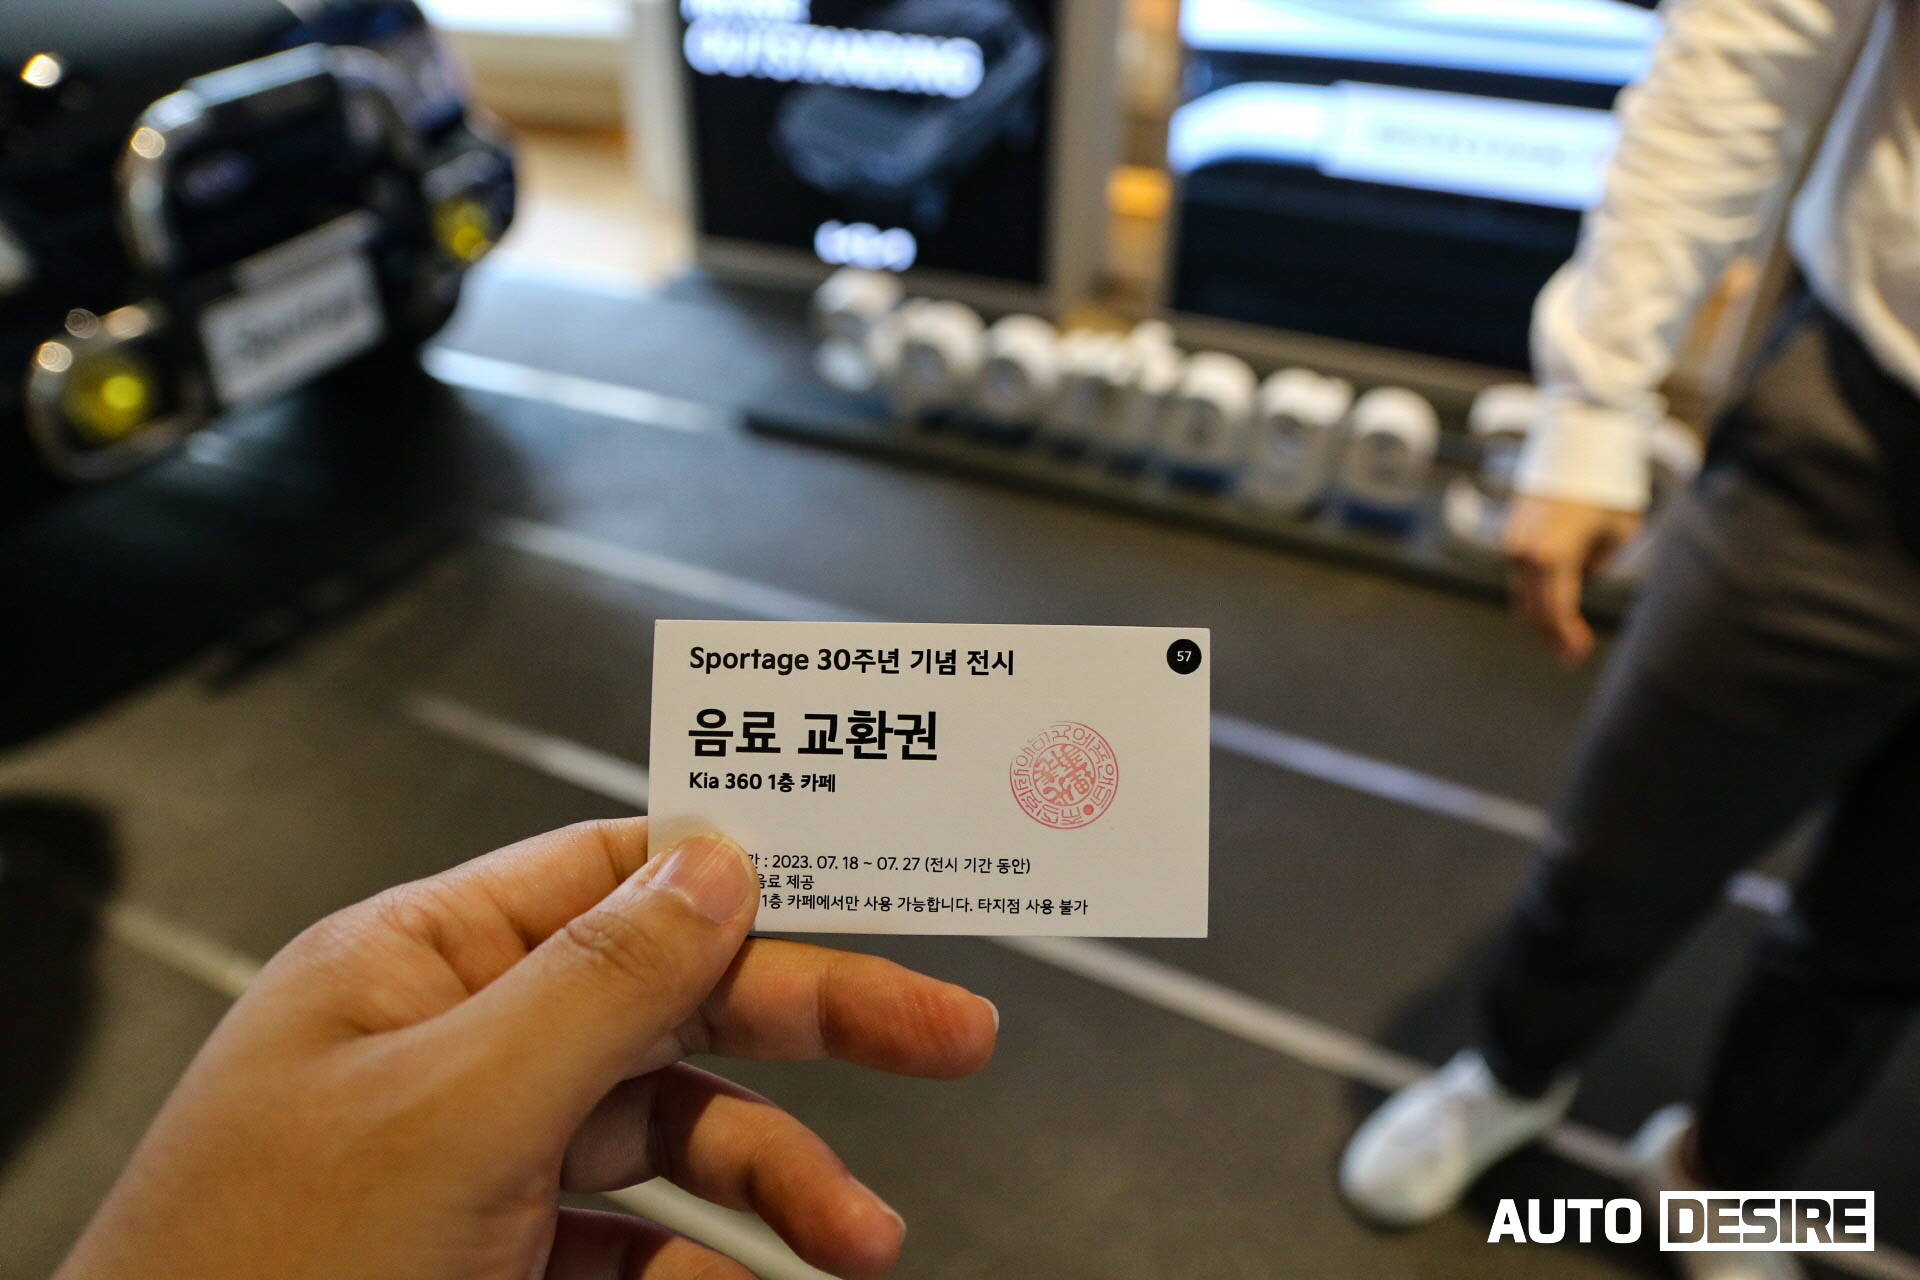 OUTSTANDING
Sportage
Sportage 30주년 기념 전시
57
음료 교환권
Kia 360 1층 카페
: 2023. 07. 18 ~ 07. 27 (전시 기간 동안)
음료 제공
1층 카페에서만 사용 가능합니다. 타지점 사용 불가
AUTO DESIRE